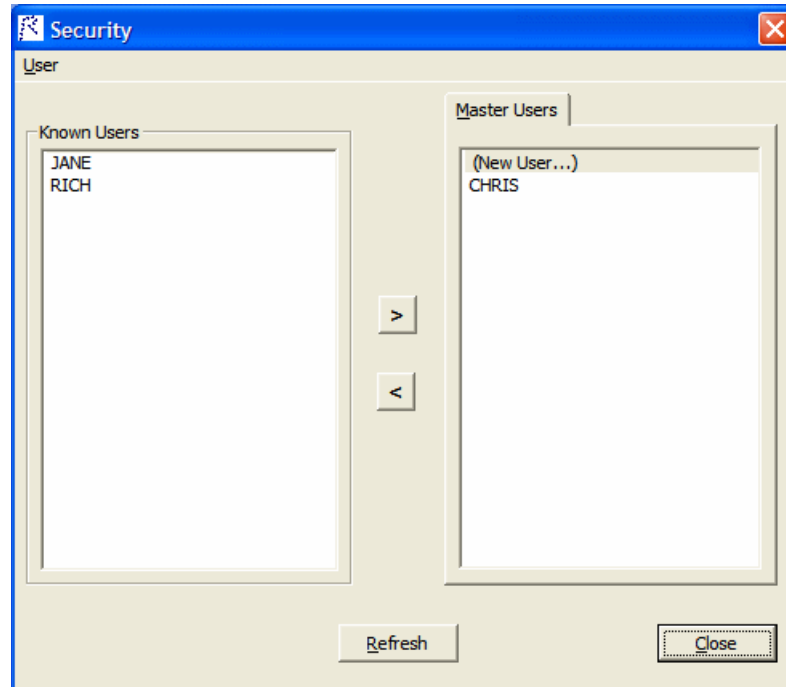 Security
User
Known Users
JANE
RICH
>
<
Master Users
(New User...)
CHRIS
Refresh
Close